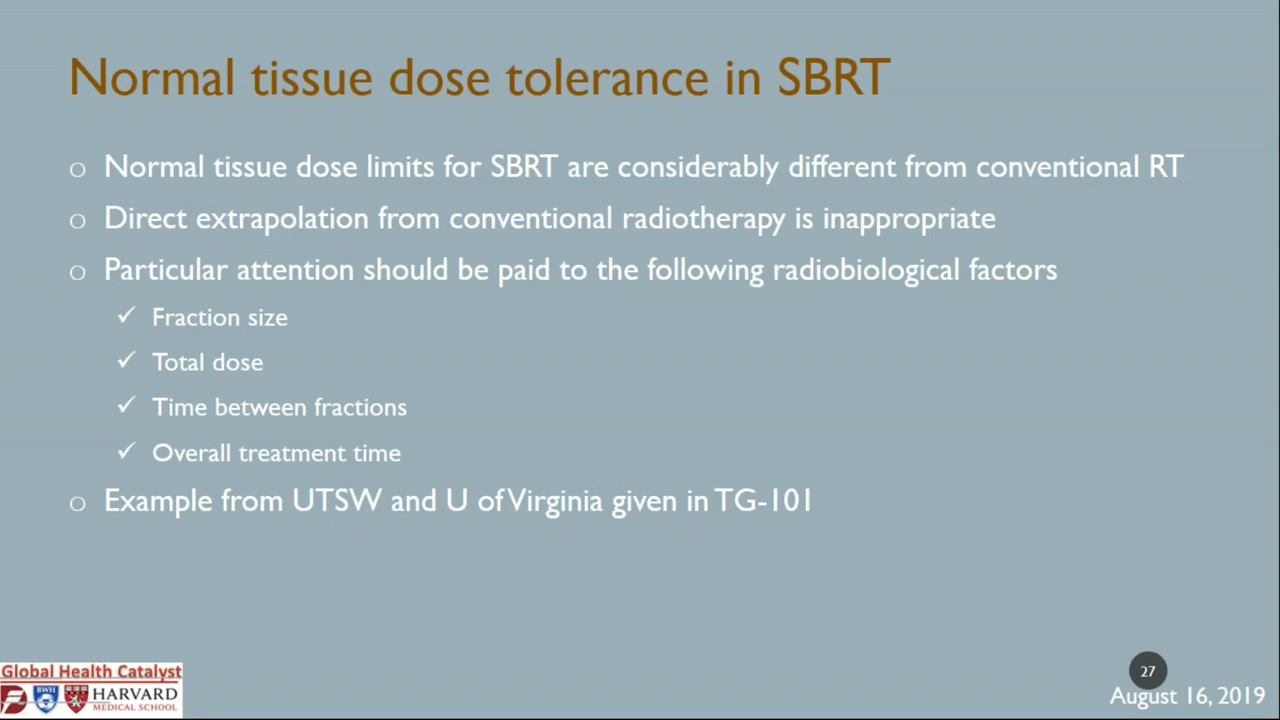 Normal tissue dose tolerance in SBRT
o Normal tissue dose limits for SBRT are considerably different from conventional RT
o Direct extrapolation from conventional radiotherapy is inappropriate
o Particular attention should be paid to the following radiobiological factors
✓ Fraction size
✓ Total dose
✓ Time between fractions
✓ Overall treatment time
o Example from UTSW and U of Virginia given in TG-101
Global Health Catalyst
BWH HARVARD
MEDICAL SCHOOL
27
August 16, 2019